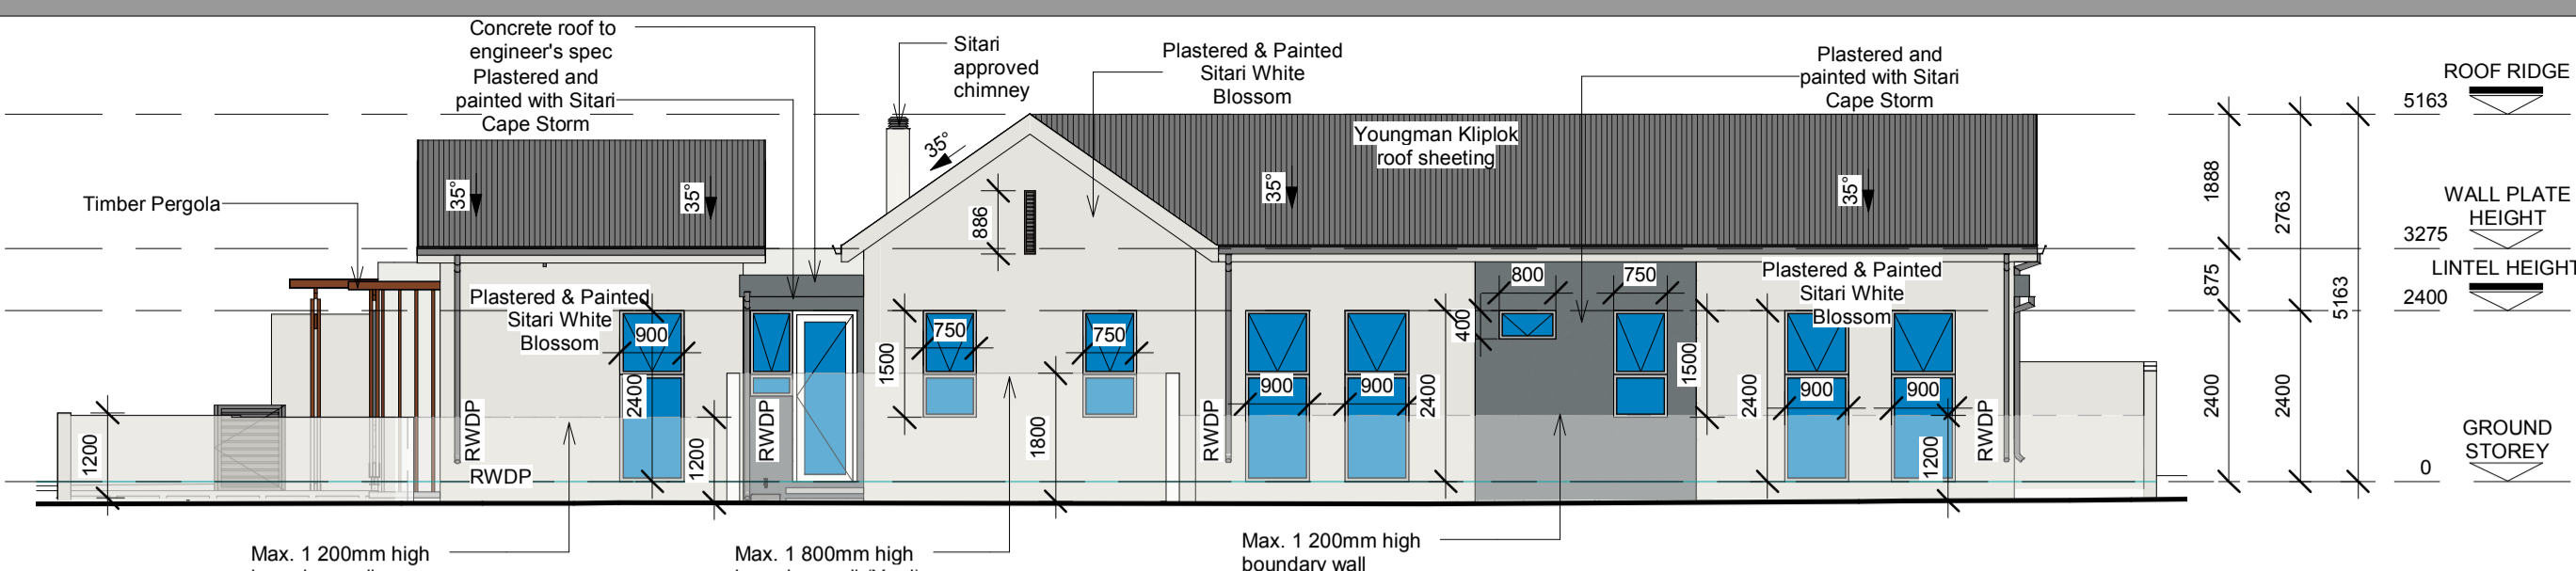 Concrete roof to
engineer's spec
Plastered and
painted with Sitari
Cape Storm
Sitari
approved
chimney
Plastered & Painted
Sitari White
Blossom
Plastered and
painted with Sitari
Cape Storm
ROOF RIDGE
5163
Youngman Kliplok
roof sheeting
35°
35°
35°
35°
35°
Timber Pergola
886
1888
2763
5163
WALL PLATE
HEIGHT
3275
LINTEL HEIGHT
2400
875
Plastered & Painted
Sitari White
Blossom
900
2400
750
1500
750
800
750
400
1500
Plastered & Painted
Sitari White
Blossom
900
900
2400
2400
900
900
2400
2400
1200
RWDP
RWDP
1200
RWDP
1800
RWDP
1200
RWDP
GROUND
STOREY
0
Max. 1 200mm high
Max. 1 800mm high
Max. 1 200mm high
boundary wall